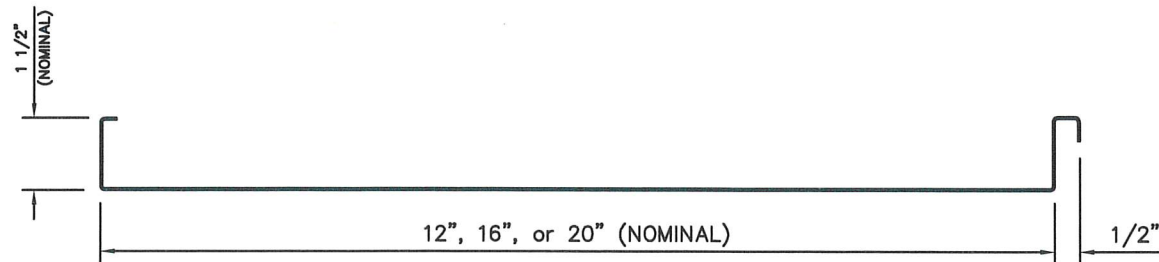 1 1/2"
(NOMINAL)
12", 16", or 20" (NOMINAL)
1/2"